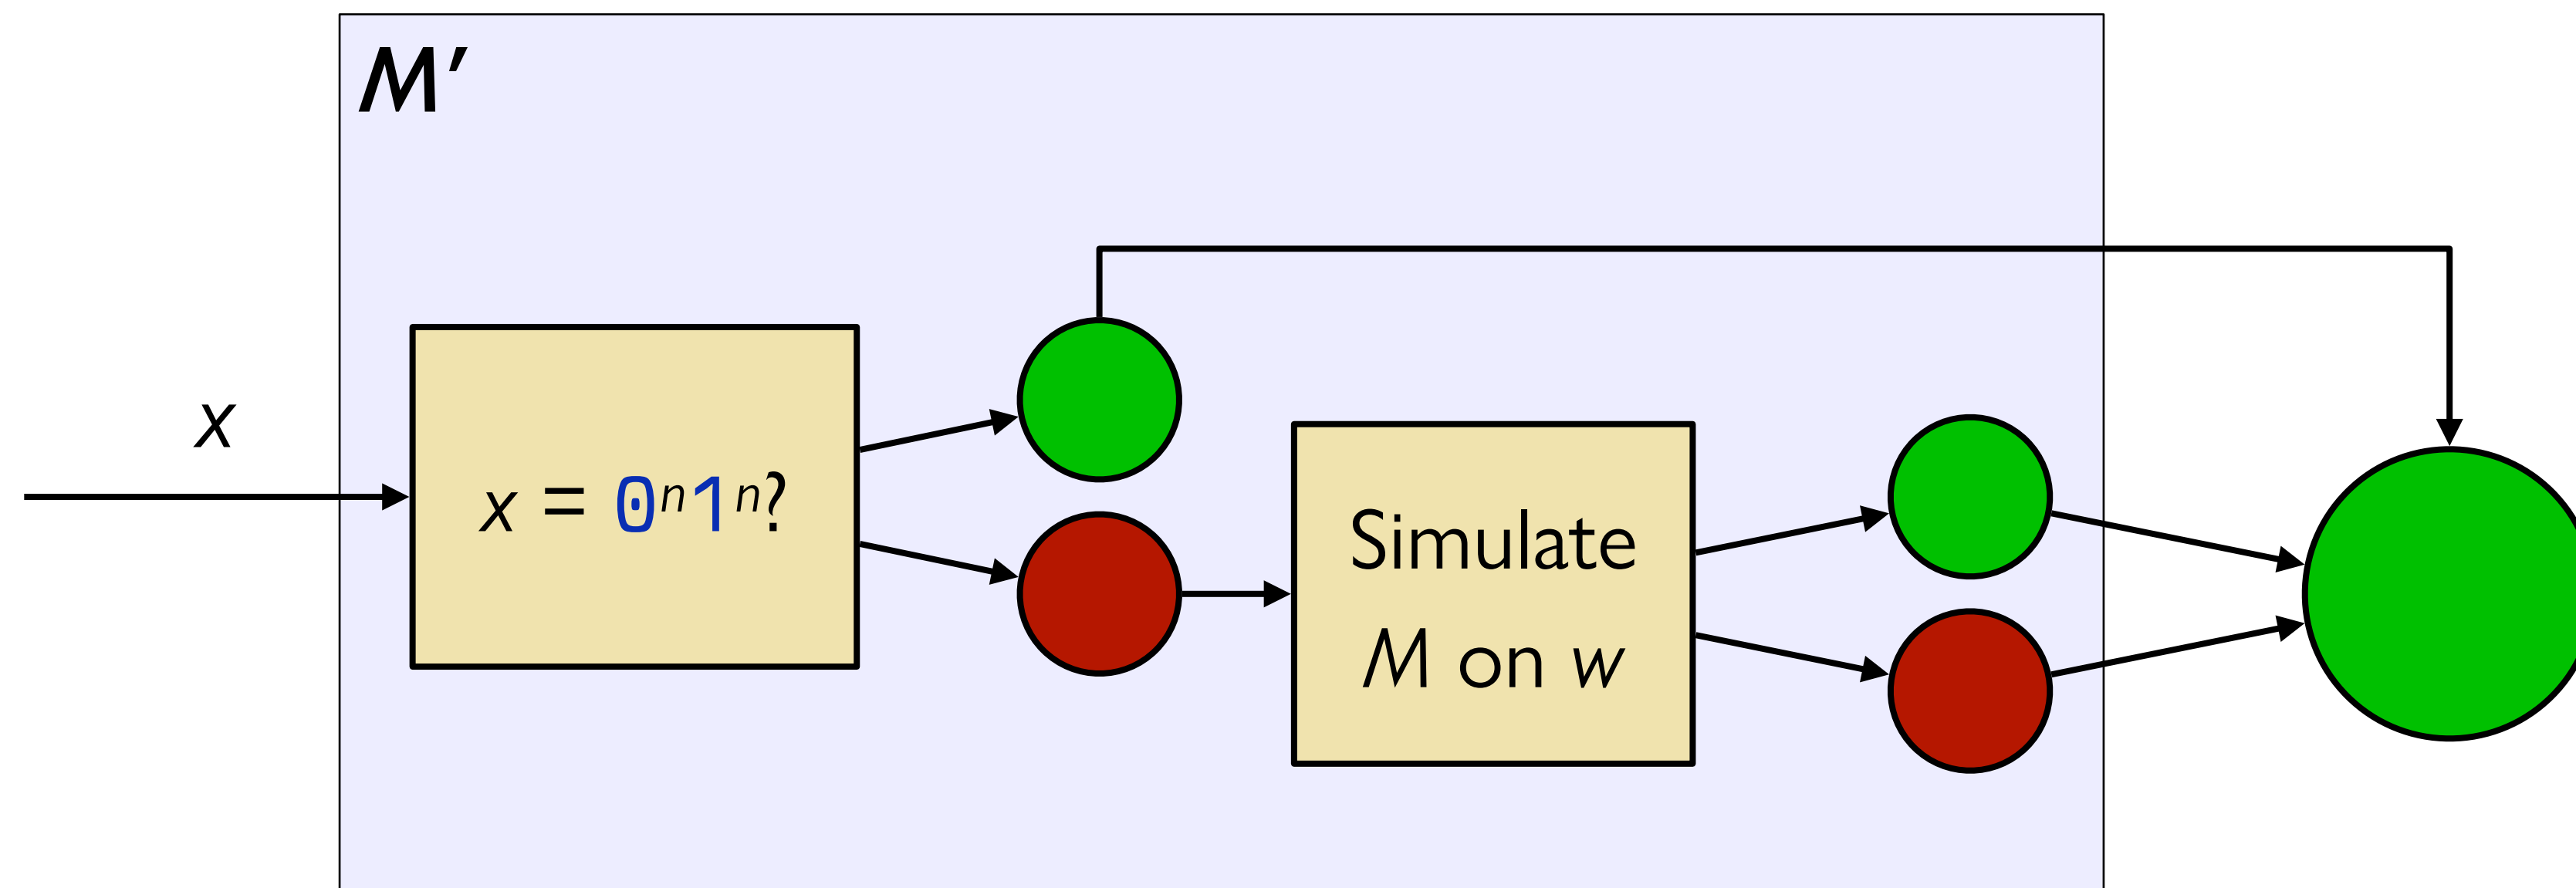 M′
x
x = 0ⁿ1ⁿ?
Simulate
M on w